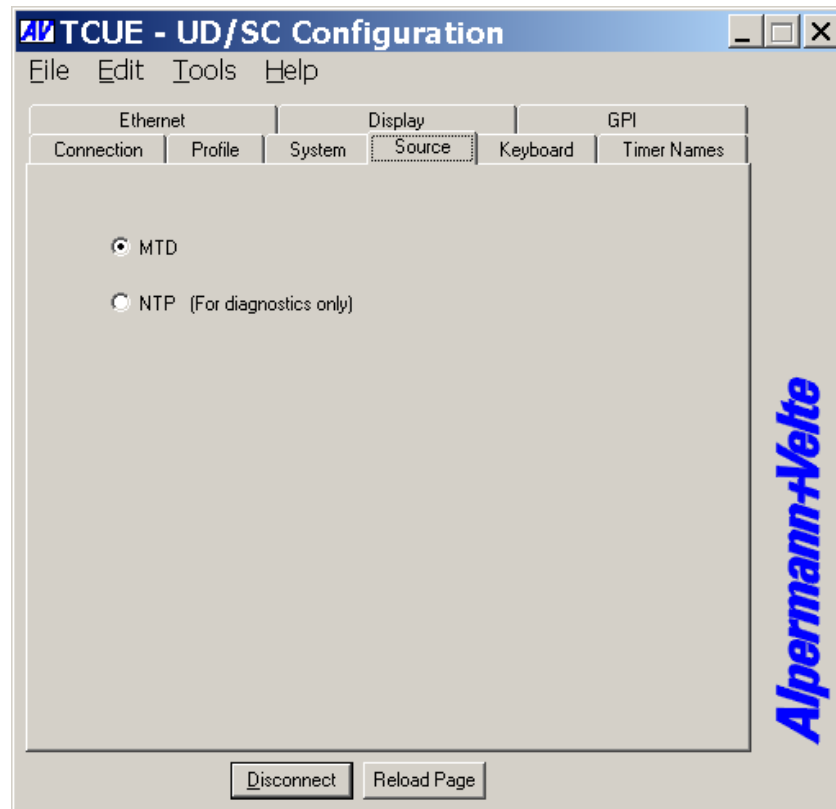 AV TCUE - UD/SC Configuration
File Edit Tools Help
Ethernet Display GPI
Connection Profile System Source Keyboard Timer Names
MTD
NTP (For diagnostics only)
Alpermann+Velte
Disconnect Reload Page